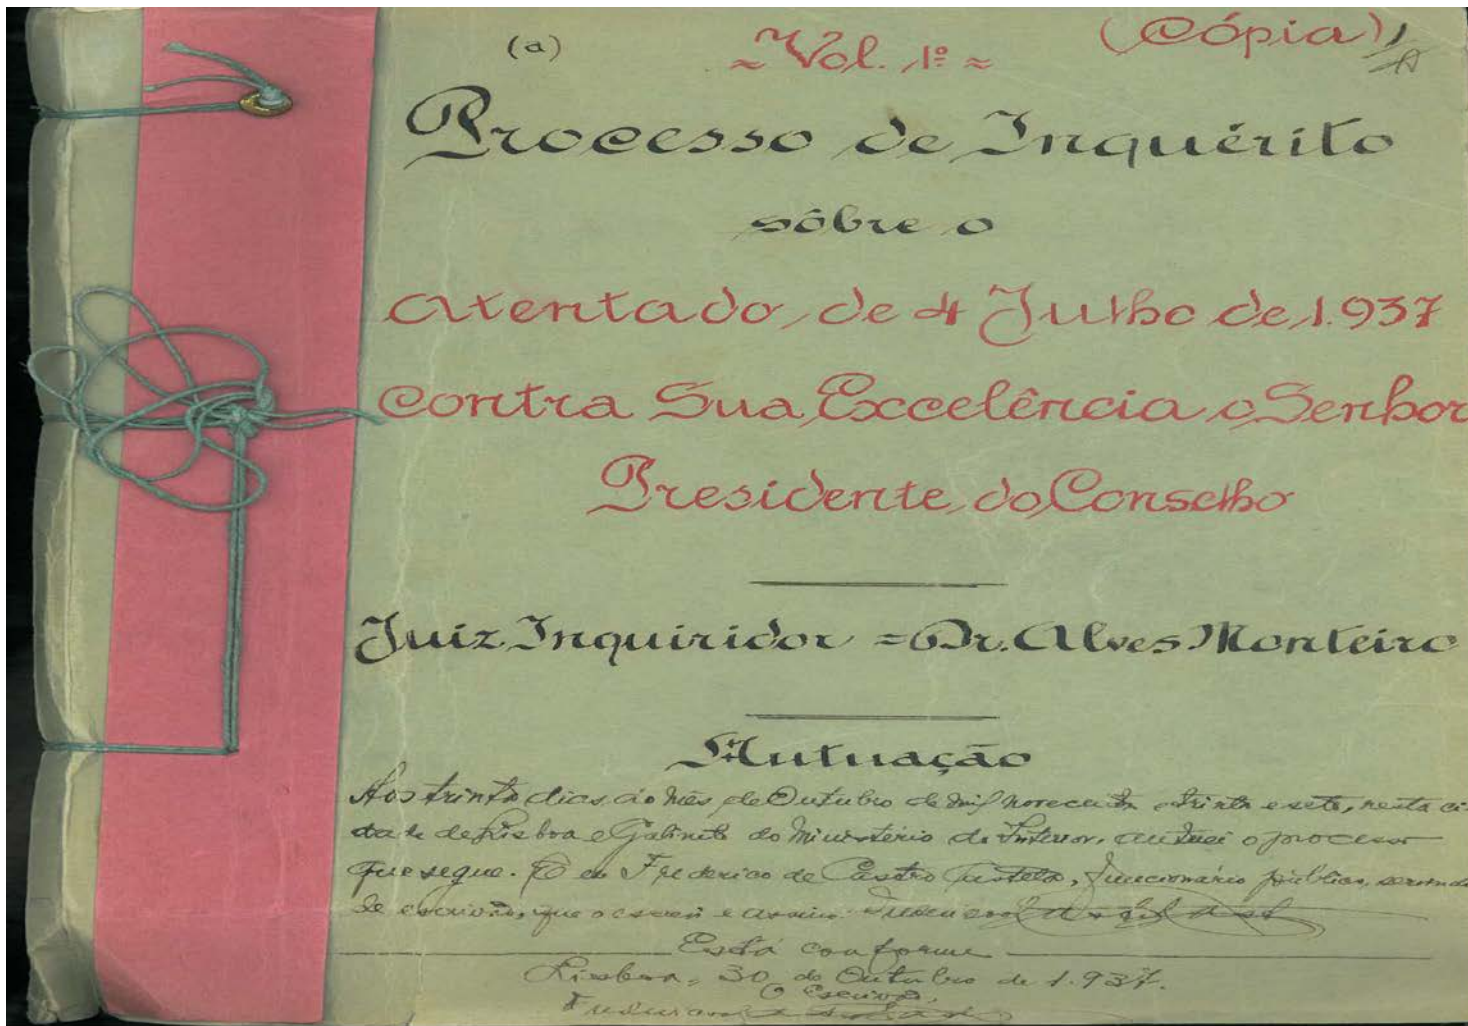 (a) ≈ Vol. 1º ≈ (Cópia) 1
Processo de Inquérito
sôbre o
Atentado de 4 Julho de 1.937
Contra Sua Excelência o Senhor
Presidente do Conselho
Juiz Inquiridor = Dr. Alves Monteiro
Autuação
Aos trinta dias do mês de Outubro de mil novecentos e trinta e sete, nesta ci-
dade de Lisboa e Gabinete do Ministério do Interior, autuei o processo
que segue. E eu Frederico de Castro, funcionário público, servindo
de escrivão, que o escrevi e assino.
Está conforme
Lisboa, 30 de Outubro de 1.937.
O Escrivão,